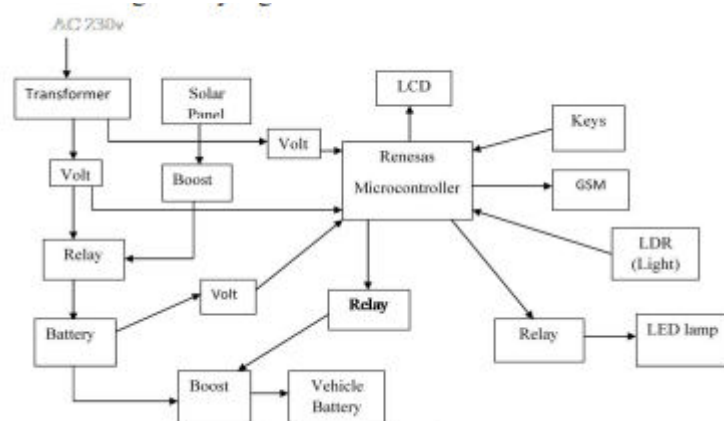 AC 230v
Transformer
Solar
Panel
LCD
Keys
Volt
Renesas
Microcontroller
Volt
Boost
GSM
LDR
(Light)
Relay
Volt
Relay
Battery
Relay
LED lamp
Boost
Vehicle
Battery